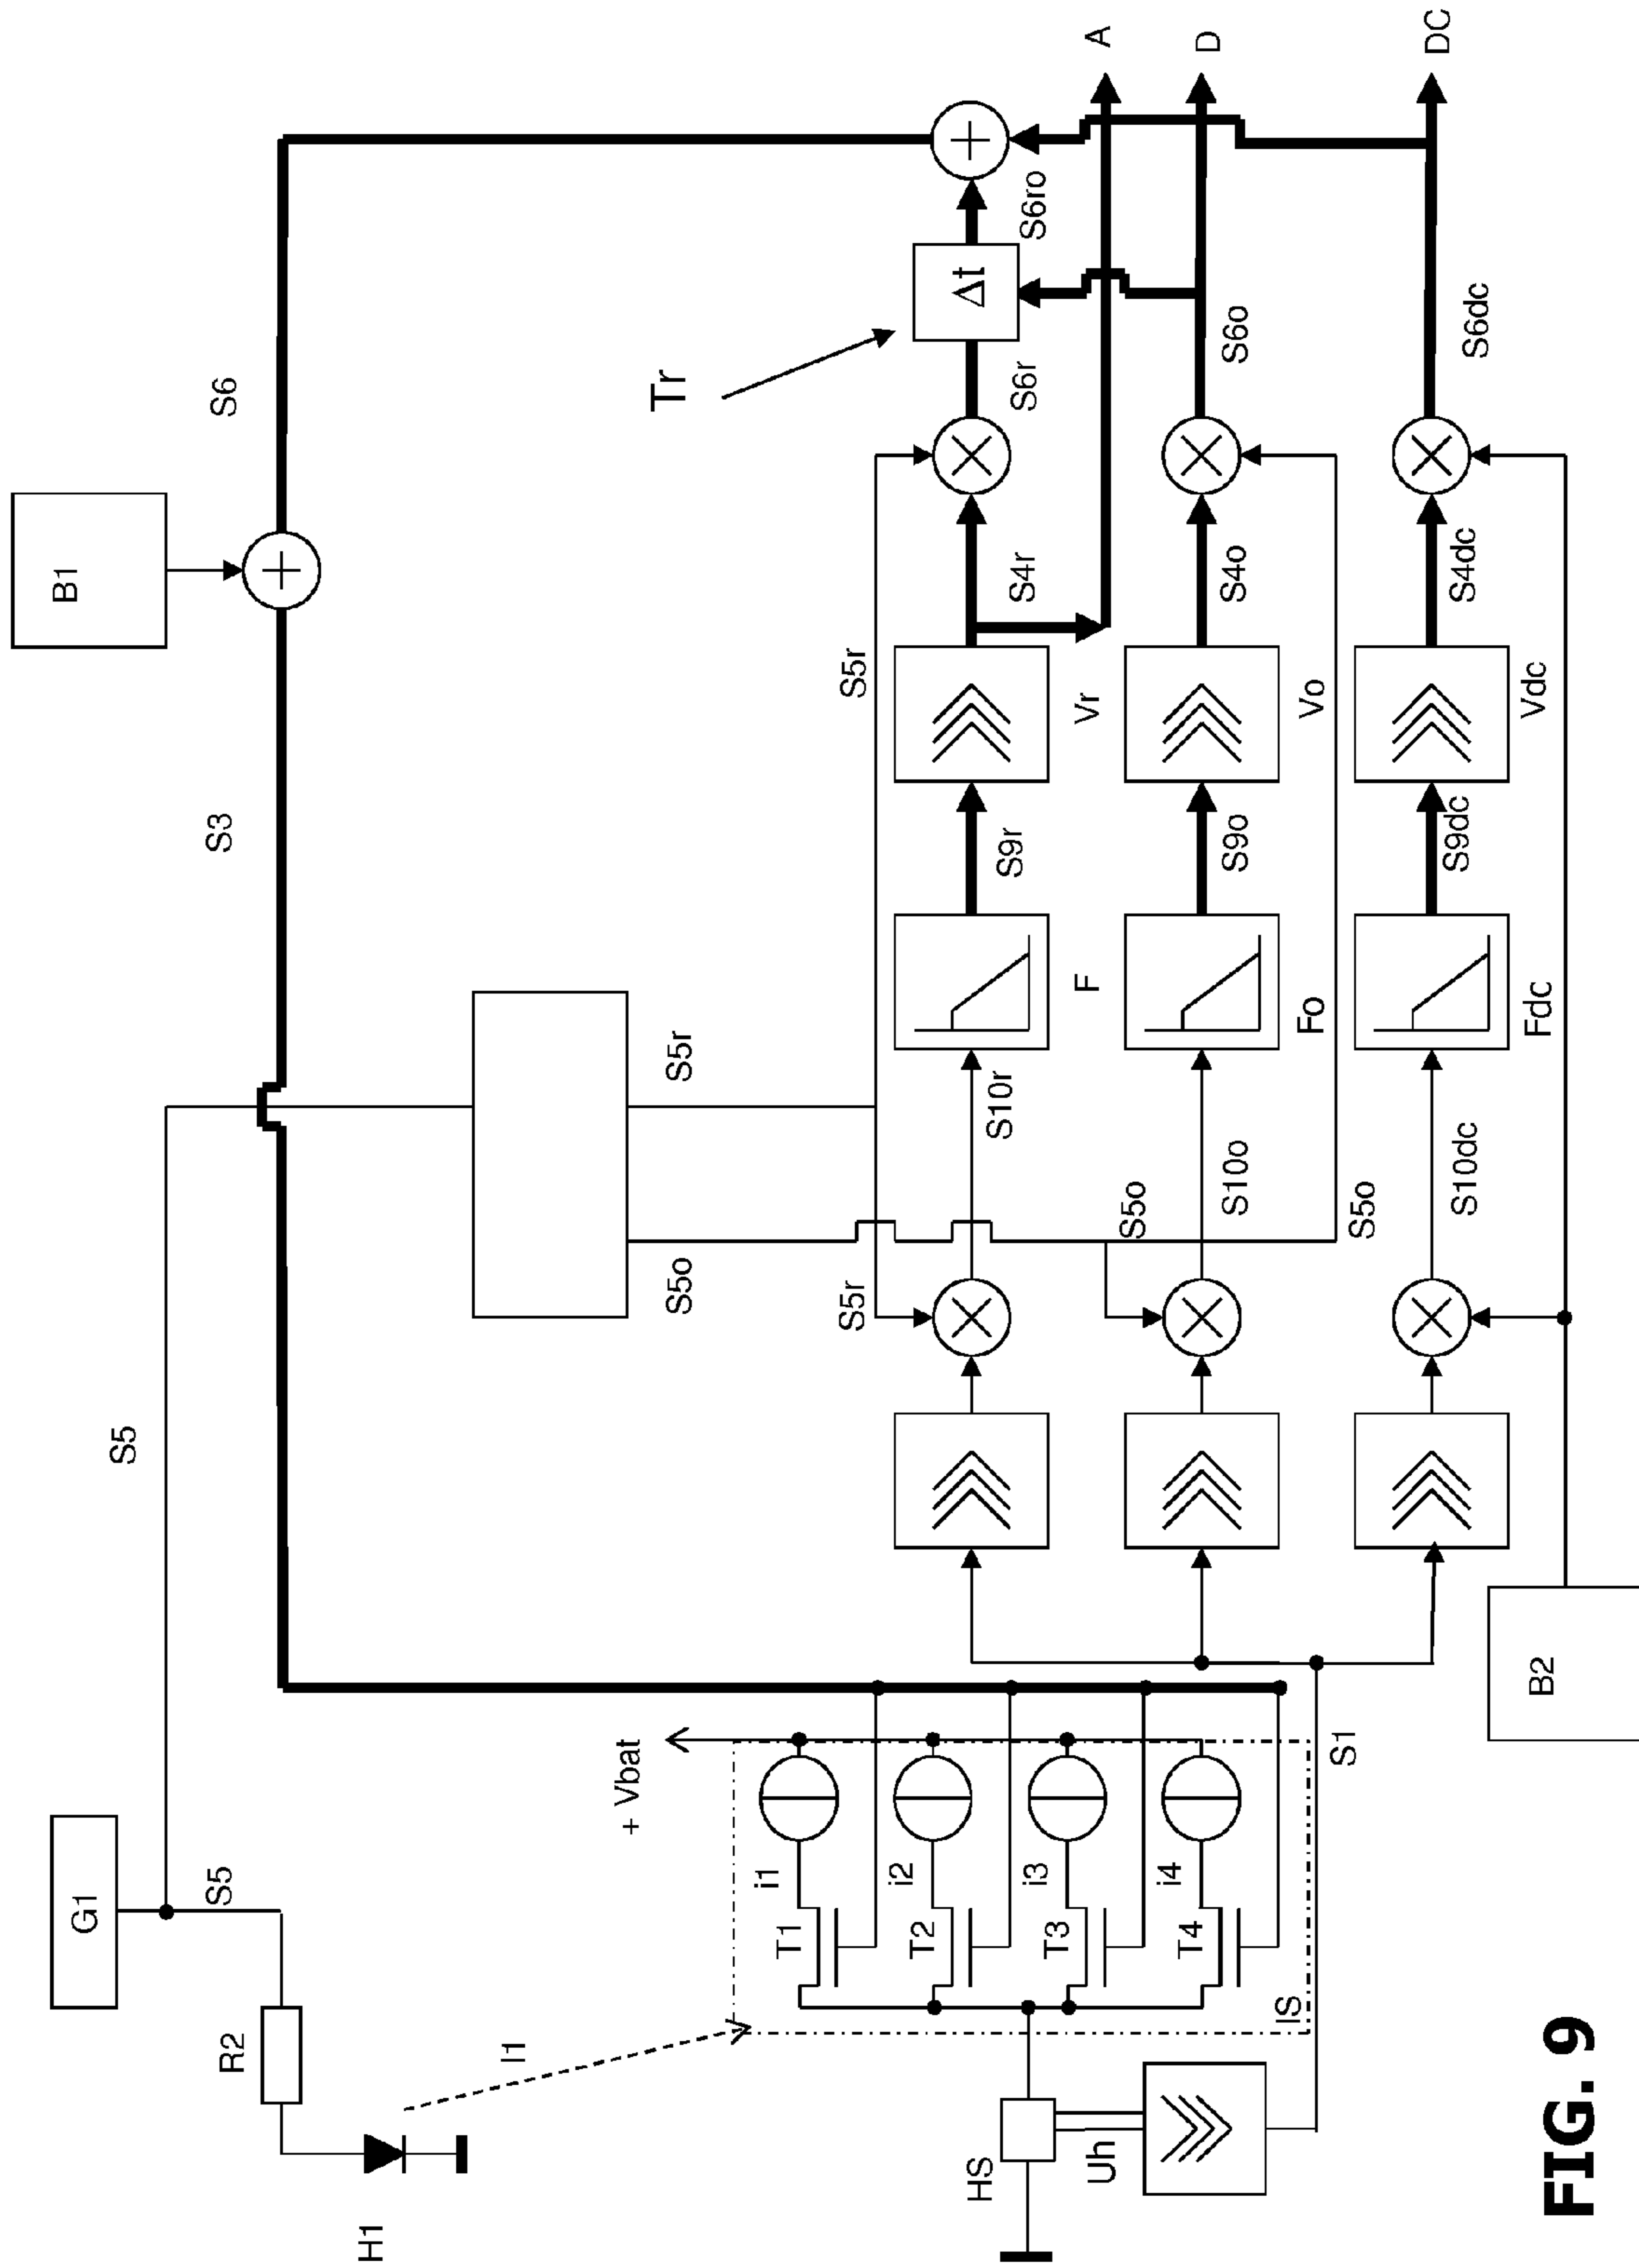 B1
G1
S5
S5
S3
S6
R2
H1
I1
+ Vbat
Tr
S5o
S5r
i1
T1
S5r
S5r
i2
T2
Δt
HS
S10r
S9r
S4r
S6r
S6ro
i3
T3
F
Vr
A
Uh
S5o
i4
T4
D
S10o
S9o
S4o
S6o
IS
Fo
Vo
S1
S5o
DC
S10dc
S9dc
S4dc
S6dc
Fdc
Vdc
B2
FIG. 9